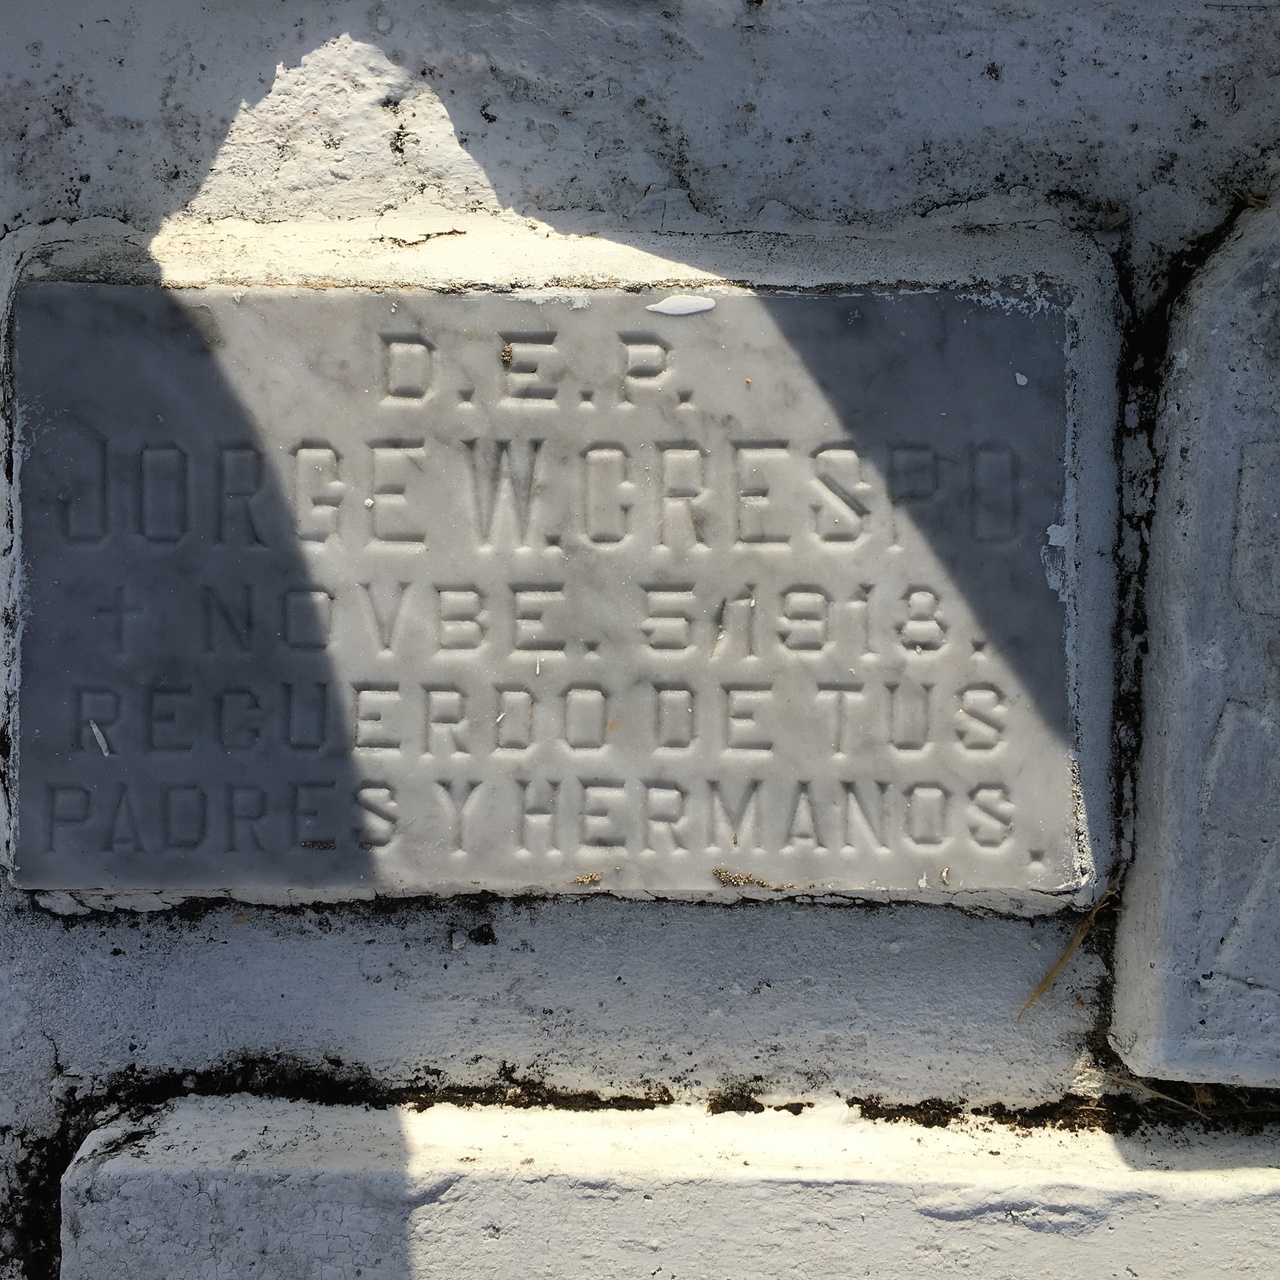 D.E.P.
JORGE W. CRESPO
† NOVBE. 5/1918.
RECUERDO DE TUS
PADRES Y HERMANOS.